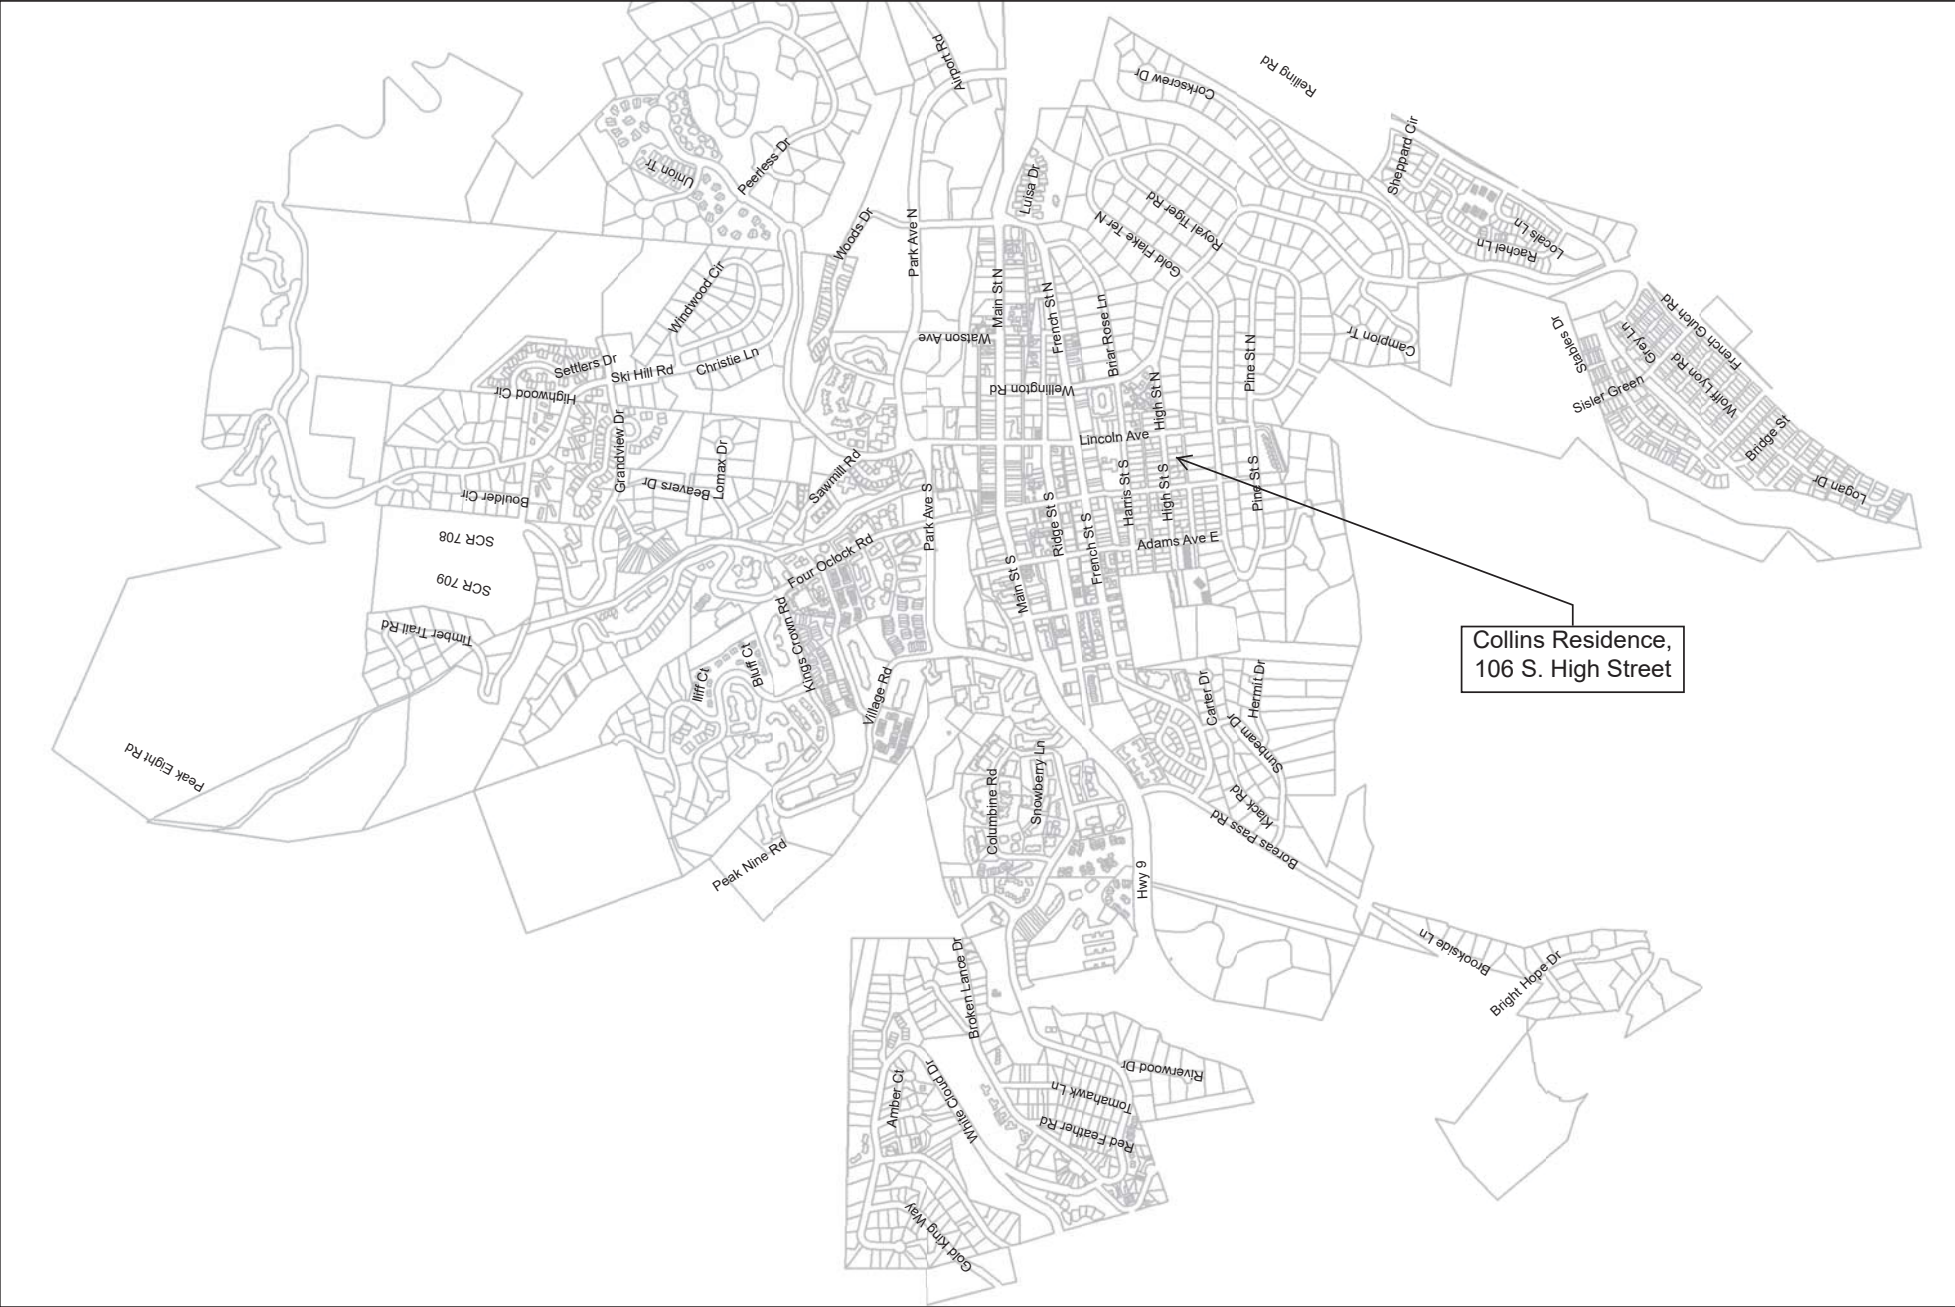 Airport Rd
Reiling Rd
Corkscrew Dr
Sheppard Cir
Peerless Dr
Union Tr
Luisa Dr
Woods Dr
Park Ave N
Royal Tiger Rd
Gold Flake Ter N
Locals Ln
Rachel Ln
Windwood Cir
Main St N
French St N
Briar Rose Ln
Watson Ave
Pine St N
Campion Tr
Stables Dr
Grey Ln
French Gulch Rd
Wolff Lyon Rd
Settlers Dr
Ski Hill Rd
Christie Ln
Highwood Cir
Wellington Rd
High St N
Sisler Green
Bridge St
Logan Dr
Grandview Dr
Lomax Dr
Beavers Dr
Boulder Cir
Sawmill Rd
Lincoln Ave
Harris St S
High St S
Pine St S
Park Ave S
Ridge St S
French St S
Adams Ave E
SCR 708
SCR 709
Four Oclock Rd
Main St S
Timber Trail Rd
Kings Crown Rd
Bluff Ct
Iliff Ct
Village Rd
Collins Residence,
106 S. High Street
Carter Dr
Hermit Dr
Sunbeam Dr
Klack Rd
Boreas Pass Rd
Peak Eight Rd
Columbine Rd
Snowberry Ln
Peak Nine Rd
Hwy 9
Brookside Ln
Bright Hope Dr
Broken Lance Dr
White Cloud Dr
Amber Ct
Riverwood Dr
Tomahawk Ln
Red Feather Rd
Gold King Way